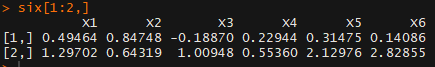 > six[1:2,]
x1 x2 x3 x4 x5 x6
[1,] 0.49464 0.84748 -0.18870 0.22944 0.31475 0.14086
[2,] 1.29702 0.64319 1.00948 0.55360 2.12976 2.82855
>